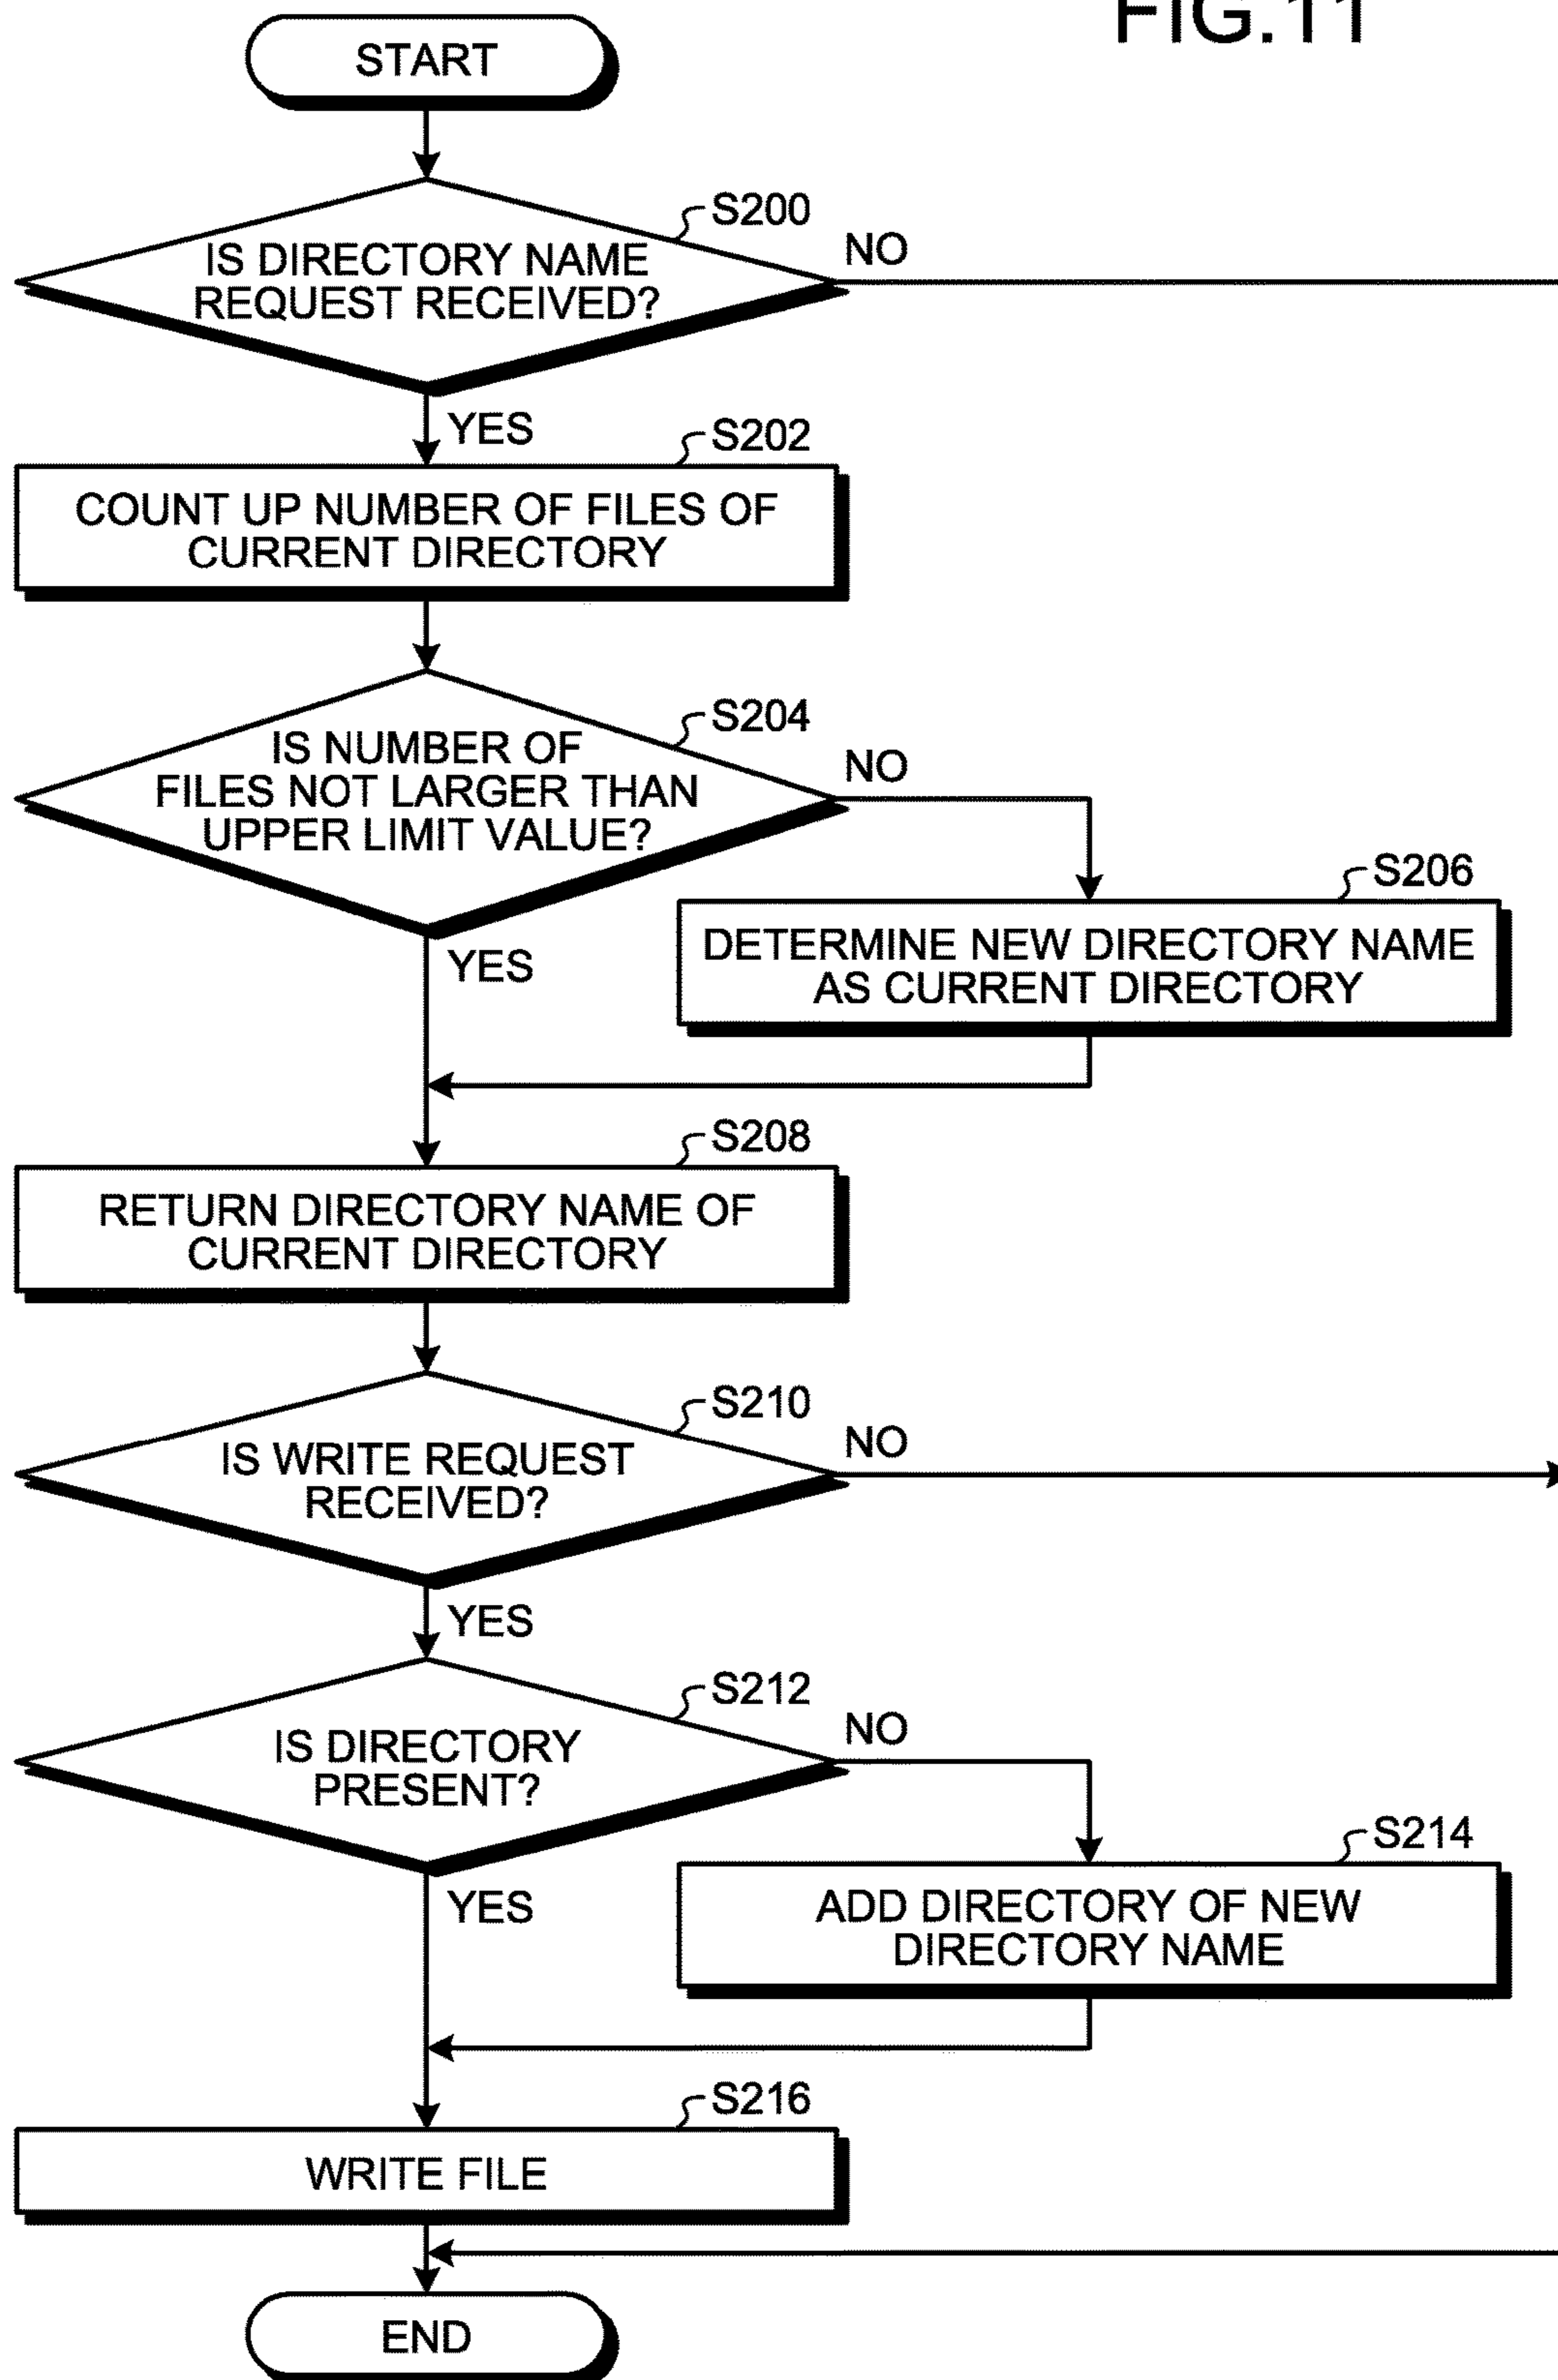 FIG.11
START
S200
IS DIRECTORY NAME
REQUEST RECEIVED?
NO
YES
S202
COUNT UP NUMBER OF FILES OF
CURRENT DIRECTORY
S204
IS NUMBER OF
FILES NOT LARGER THAN
UPPER LIMIT VALUE?
NO
YES
S206
DETERMINE NEW DIRECTORY NAME
AS CURRENT DIRECTORY
S208
RETURN DIRECTORY NAME OF
CURRENT DIRECTORY
S210
IS WRITE REQUEST
RECEIVED?
NO
YES
S212
IS DIRECTORY
PRESENT?
NO
YES
S214
ADD DIRECTORY OF NEW
DIRECTORY NAME
S216
WRITE FILE
END